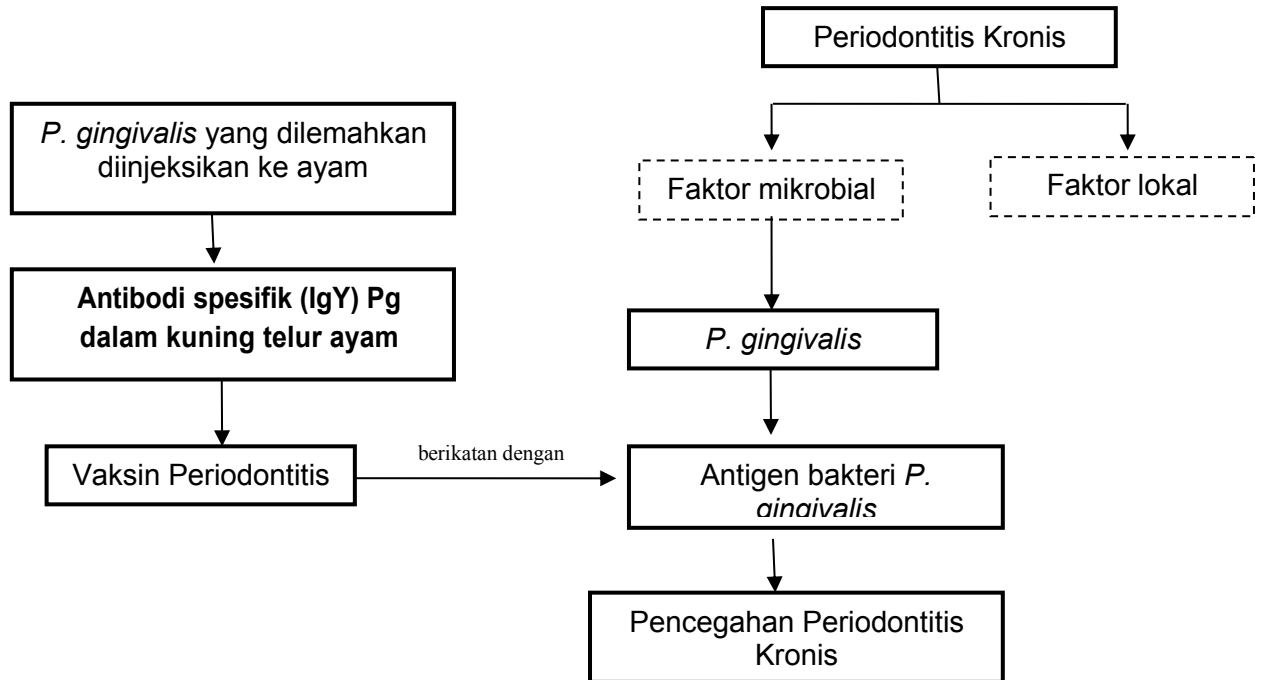 Periodontitis Kronis
P. gingivalis yang dilemahkan
diinjeksikan ke ayam
Faktor mikrobial
Faktor lokal
Antibodi spesifik (IgY) Pg
dalam kuning telur ayam
P. gingivalis
Vaksin Periodontitis
berikatan dengan
Antigen bakteri P.
gingivalis
Pencegahan Periodontitis
Kronis